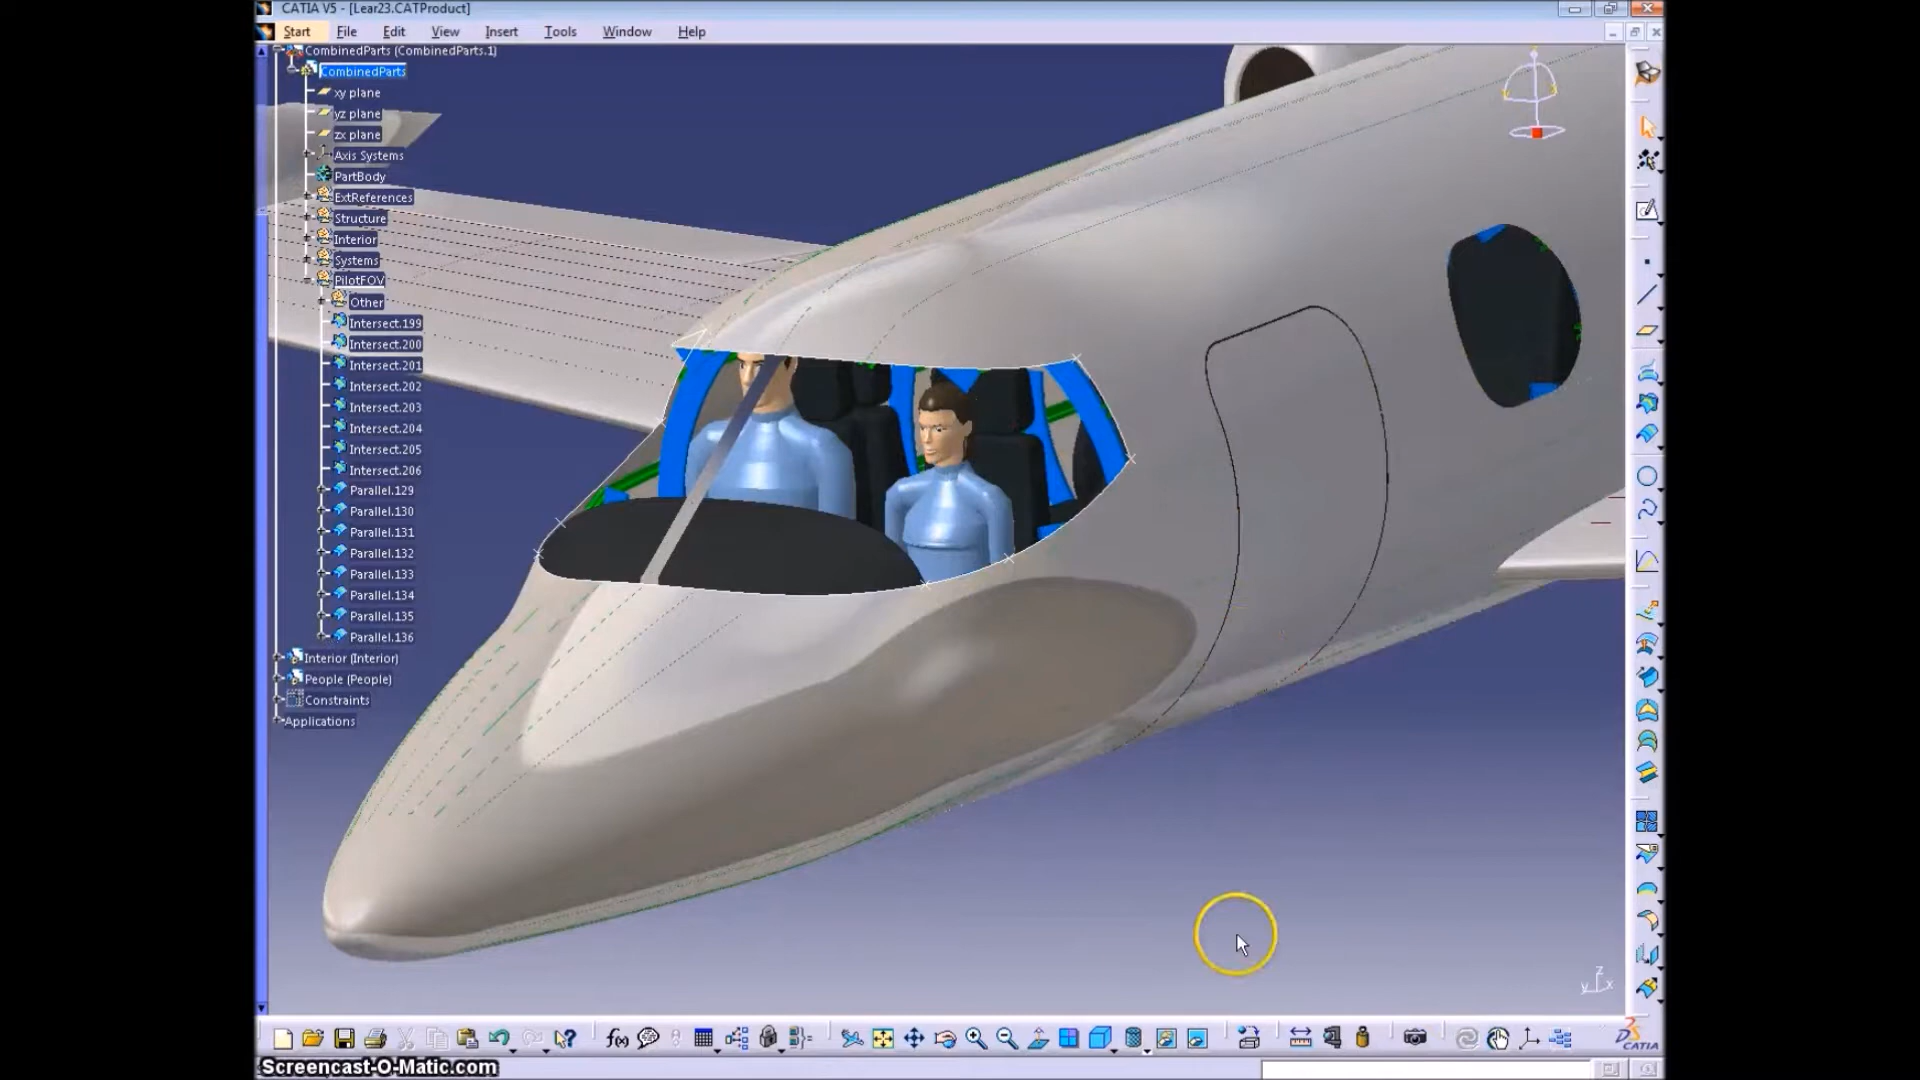 CATIA V5 - [Lear23.CATProduct]
Start File Edit View Insert Tools Window Help
CombinedParts (CombinedParts.1)
CombinedParts
xy plane
yz plane
zx plane
Axis Systems
PartBody
ExtReferences
Structure
Interior
Systems
PilotFOV
Other
Intersect.199
Intersect.200
Intersect.201
Intersect.202
Intersect.203
Intersect.204
Intersect.205
Intersect.206
Parallel.129
Parallel.130
Parallel.131
Parallel.132
Parallel.133
Parallel.134
Parallel.135
Parallel.136
Interior (Interior)
People (People)
Constraints
Applications
z
y x
f(x)
CATIA
Screencast-O-Matic.com